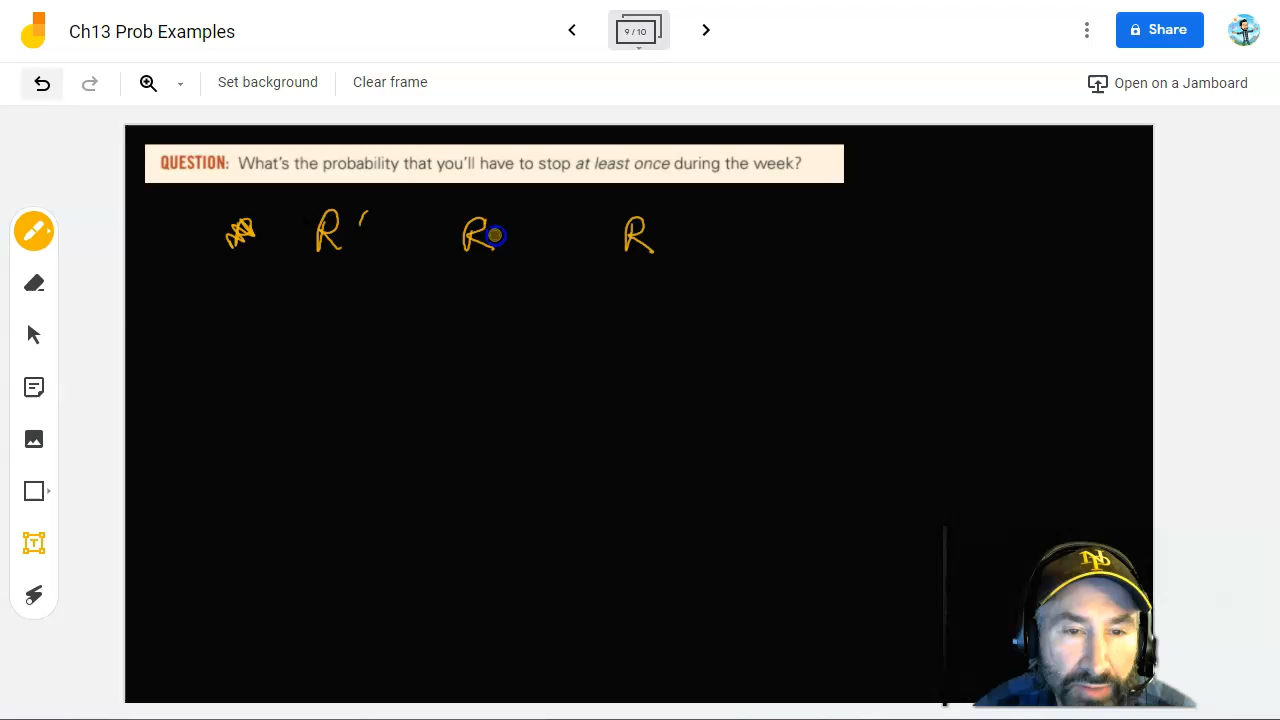 Ch13 Prob Examples
9 / 10
Share
Set background
Clear frame
Open on a Jamboard
QUESTION: What's the probability that you'll have to stop at least once during the week?
R' R R
T
NP